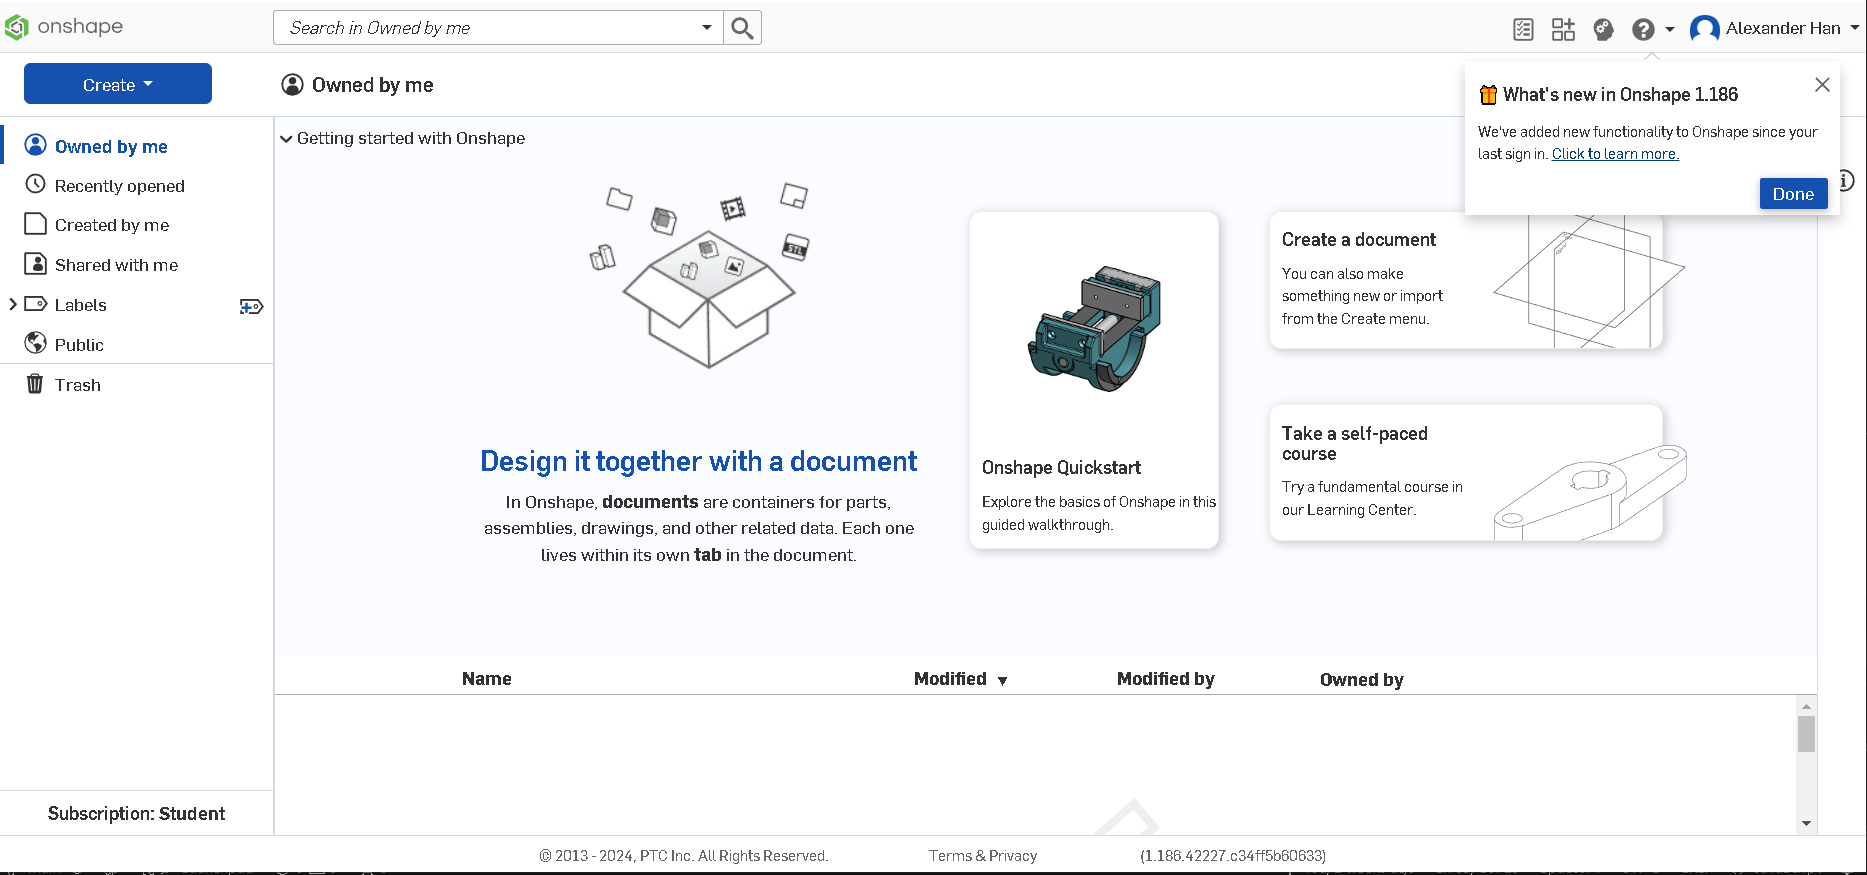 onshape
Search in Owned by me
Alexander Han
Create
Owned by me
What's new in Onshape 1.186
We've added new functionality to Onshape since your
last sign in. Click to learn more.
Done
Owned by me
Recently opened
Created by me
Shared with me
Labels
Public
Trash
Getting started with Onshape
STL
Design it together with a document
In Onshape, documents are containers for parts,
assemblies, drawings, and other related data. Each one
lives within its own tab in the document.
Onshape Quickstart
Explore the basics of Onshape in this
guided walkthrough.
Create a document
You can also make
something new or import
from the Create menu.
Take a self-paced
course
Try a fundamental course in
our Learning Center.
Name Modified Modified by Owned by
Subscription: Student
© 2013 - 2024, PTC Inc. All Rights Reserved. Terms & Privacy (1.186.42227.c34ff5b60633)